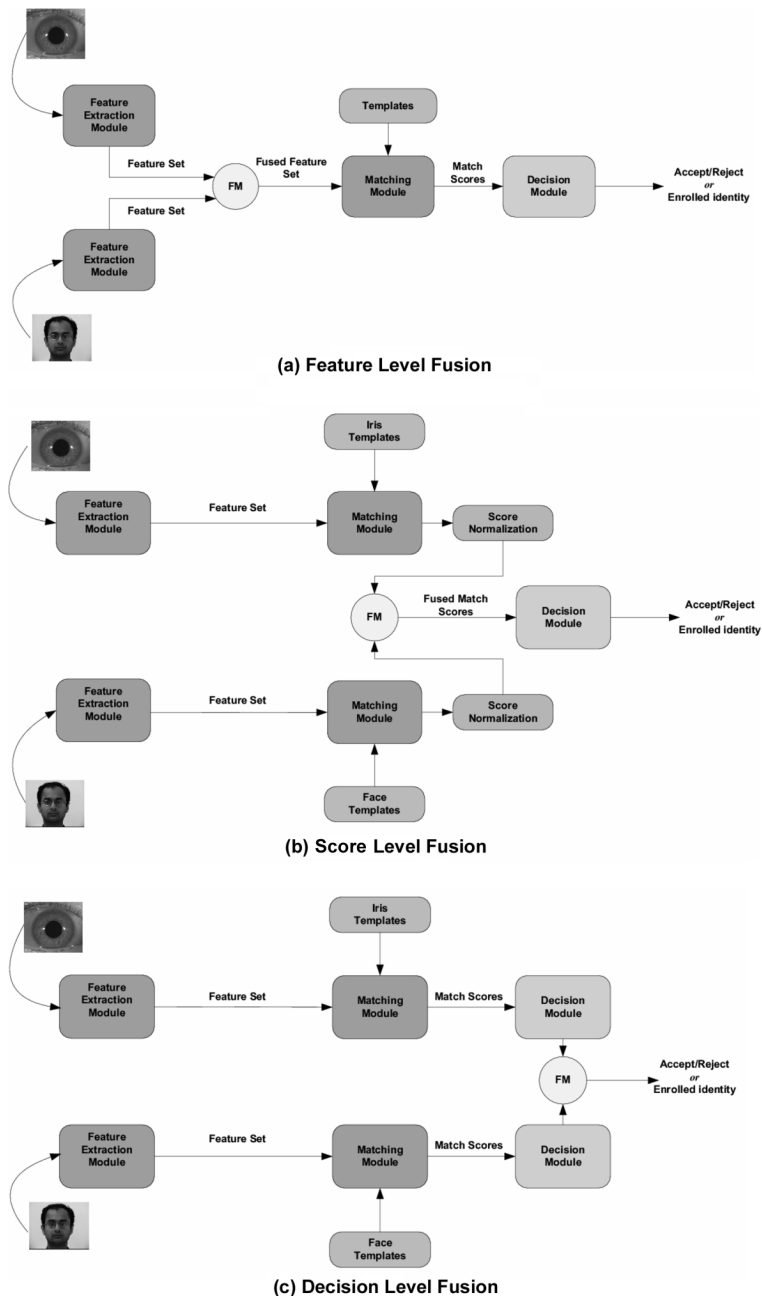 Feature
Extraction
Module
Feature Set
FM
Fused Feature
Set
Templates
Matching
Module
Match
Scores
Decision
Module
Accept/Reject
or
Enrolled identity
Feature Set
Feature
Extraction
Module
(a) Feature Level Fusion
Iris
Templates
Feature
Extraction
Module
Feature Set
Matching
Module
Score
Normalization
FM
Fused Match
Scores
Decision
Module
Accept/Reject
or
Enrolled identity
Feature
Extraction
Module
Feature Set
Matching
Module
Score
Normalization
Face
Templates
(b) Score Level Fusion
Iris
Templates
Feature
Extraction
Module
Feature Set
Matching
Module
Match Scores
Decision
Module
FM
Accept/Reject
or
Enrolled identity
Feature
Extraction
Module
Feature Set
Matching
Module
Match Scores
Decision
Module
Face
Templates
(c) Decision Level Fusion